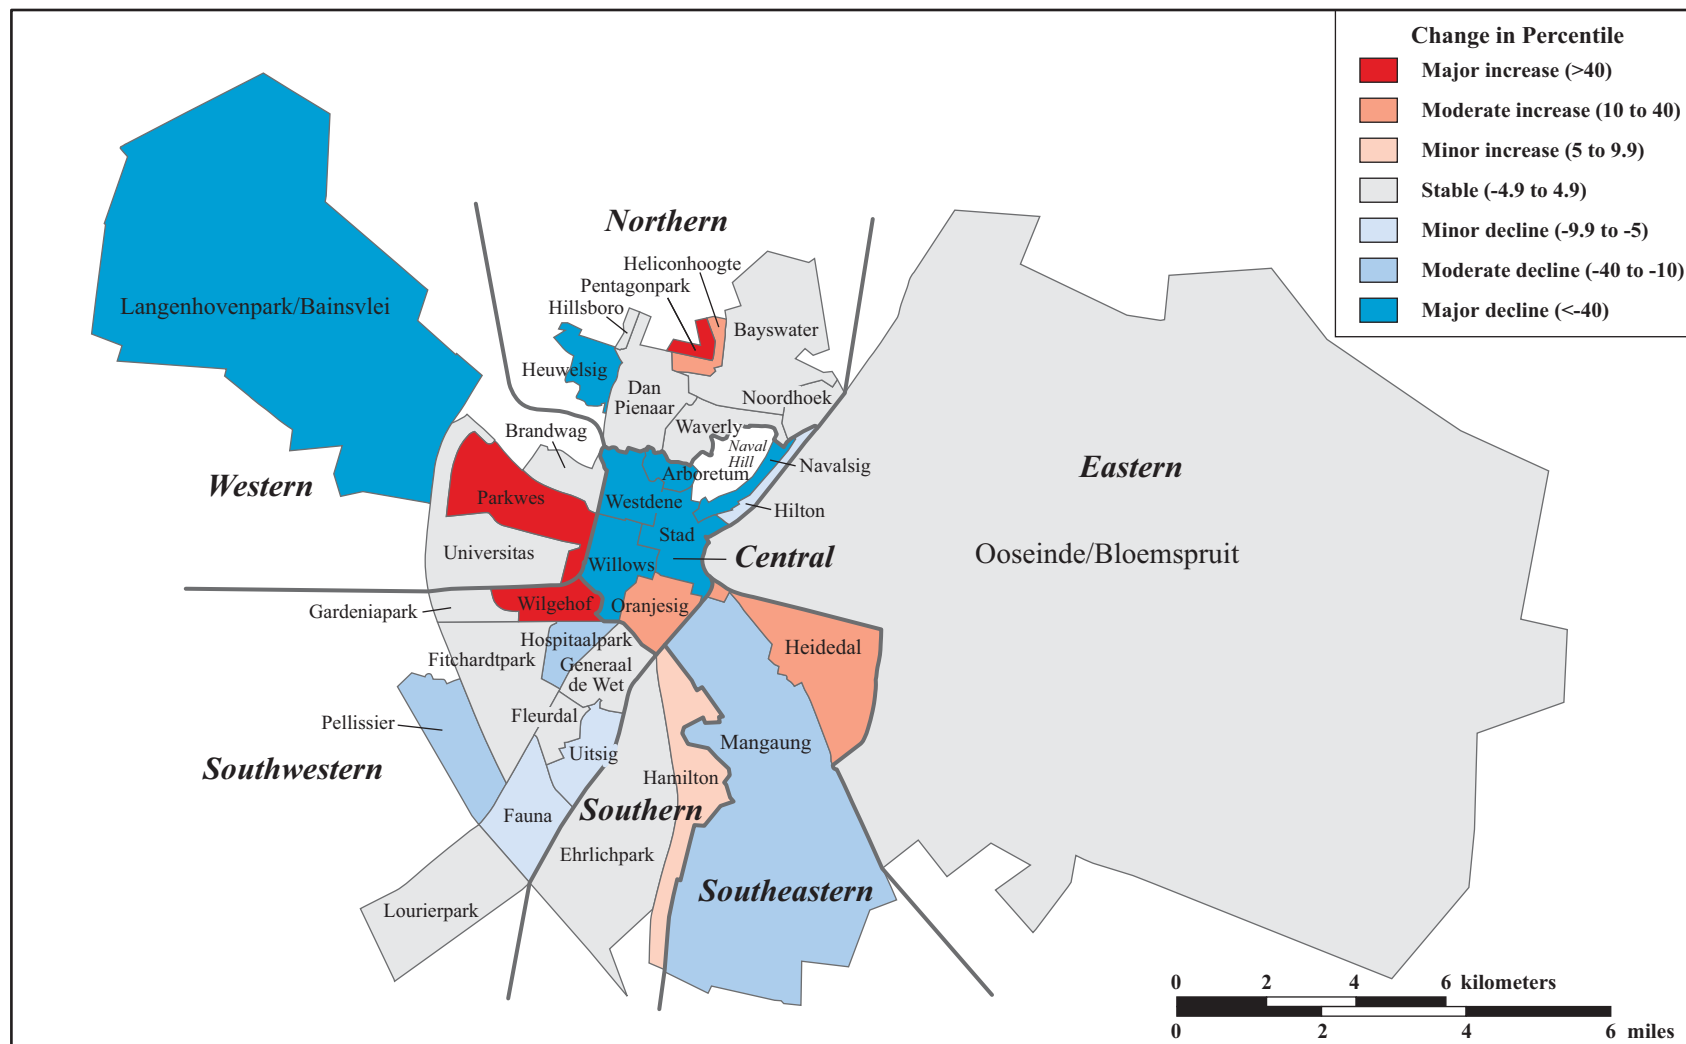 Change in Percentile
Major increase (>40)
Moderate increase (10 to 40)
Minor increase (5 to 9.9)
Stable (-4.9 to 4.9)
Minor decline (-9.9 to -5)
Moderate decline (-40 to -10)
Major decline (<-40)
Northern
Heliconhoogte
Pentagonpark
Hillsboro
Langenhovenpark/Bainsvlei
Bayswater
Heuwelsig
Dan
Pienaar
Noordhoek
Brandwag
Waverly
Naval
Hill
Navalsig
Arboretum
Eastern
Western
Parkwes
Westdene
Hilton
Stad
Universitas
Willows
Central
Ooseinde/Bloemspruit
Gardeniapark
Wilgehof
Oranjesig
Hospitaalpark
Heidedal
Fitchardtpark
Generaal
de Wet
Pellissier
Fleurdal
Mangaung
Uitsig
Southwestern
Hamilton
Fauna
Southern
Ehrlichpark
Southeastern
Lourierpark
0 2 4 6 kilometers
0 2 4 6 miles